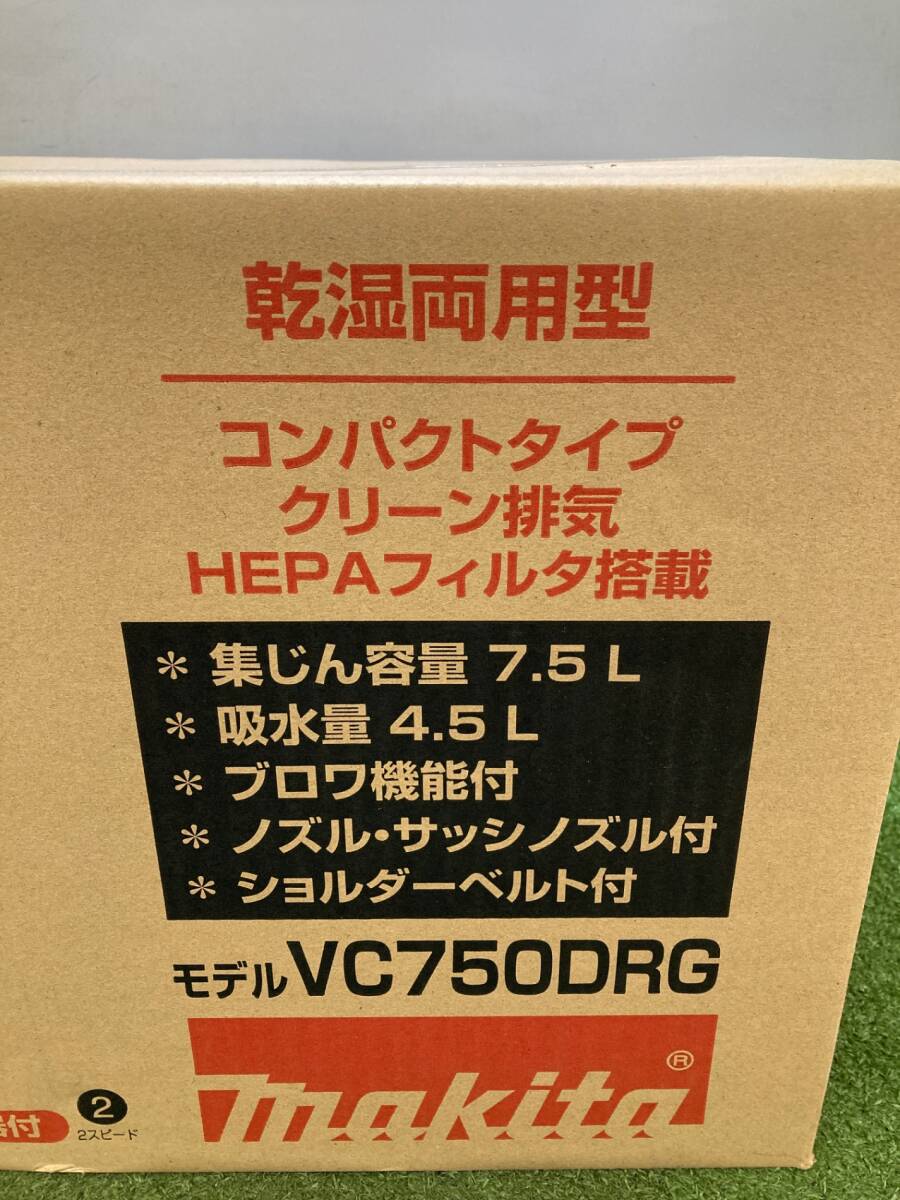 乾湿両用型
コンパクトタイプ
クリーン排気
HEPAフィルタ搭載
* 集じん容量 7.5 L
* 吸水量 4.5 L
* ブロワ機能付
* ノズル・サッシノズル付
* ショルダーベルト付
モデルVC750DRG
makita®
付
2
2スピード